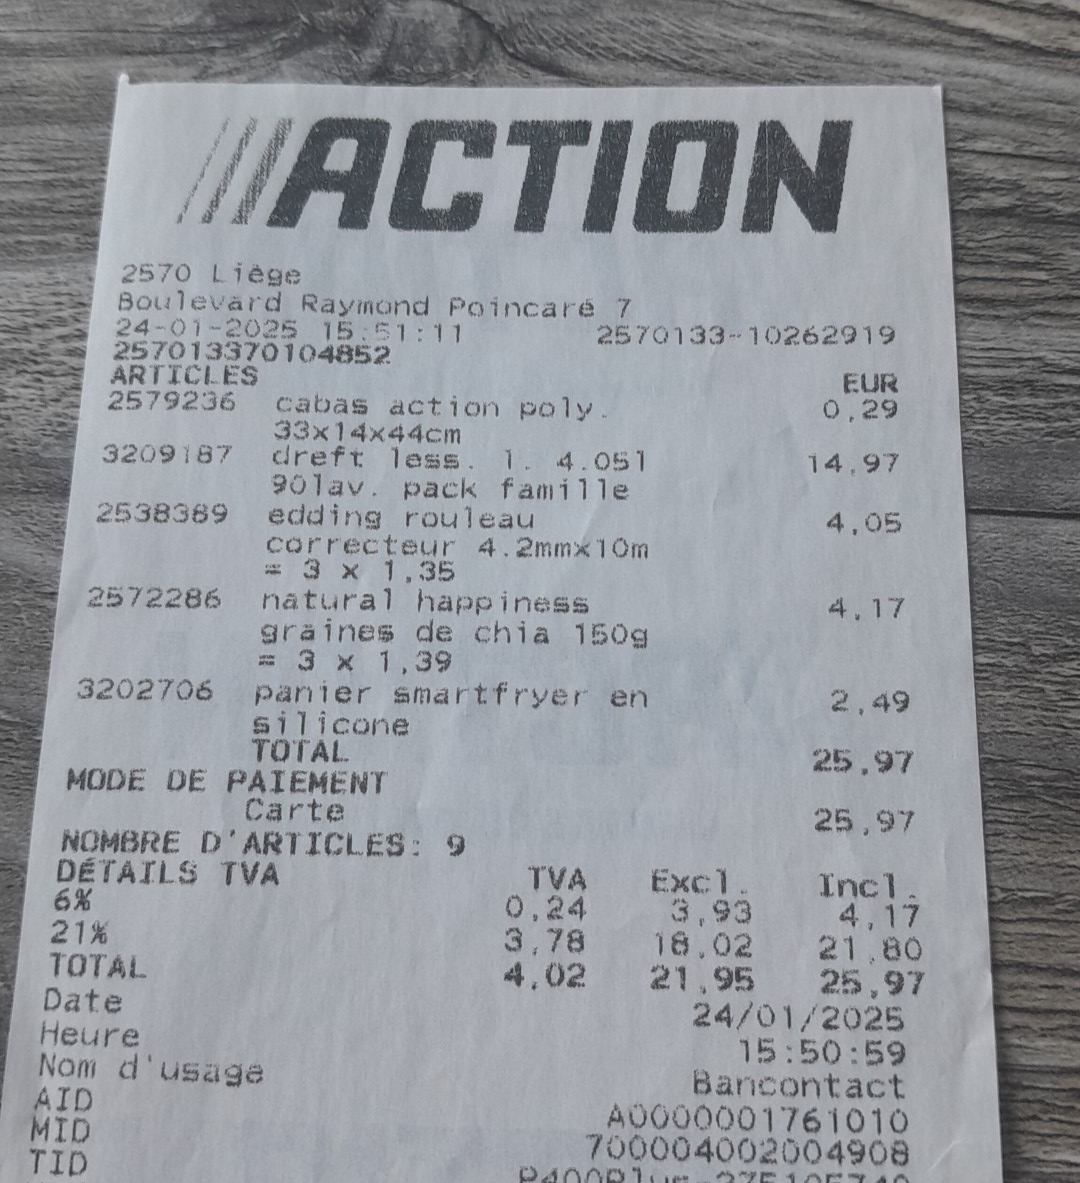 ACTION
2570 Liège
Boulevard Raymond Poincaré 7
24-01-2025 15:51:11 2570133-10262919
257013370104852
ARTICLES EUR
2579236 cabas action poly. 0,29
33x14x44cm
3209187 dreft less. l. 4.05l 14,97
90lav. pack famille
2538389 edding rouleau 4,05
correcteur 4.2mmx10m
= 3 x 1,35
2572286 natural happiness 4,17
graines de chia 150g
= 3 x 1,39
3202706 panier smartfryer en 2,49
silicone
TOTAL 25,97
MODE DE PAIEMENT
Carte 25,97
NOMBRE D'ARTICLES: 9
DÉTAILS TVA TVA Excl. Incl.
6% 0,24 3,93 4,17
21% 3,78 18,02 21,80
TOTAL 4,02 21,95 25,97
Date 24/01/2025
Heure 15:50:59
Nom d'usage Bancontact
AID A0000001761010
MID 700004002004908
TID